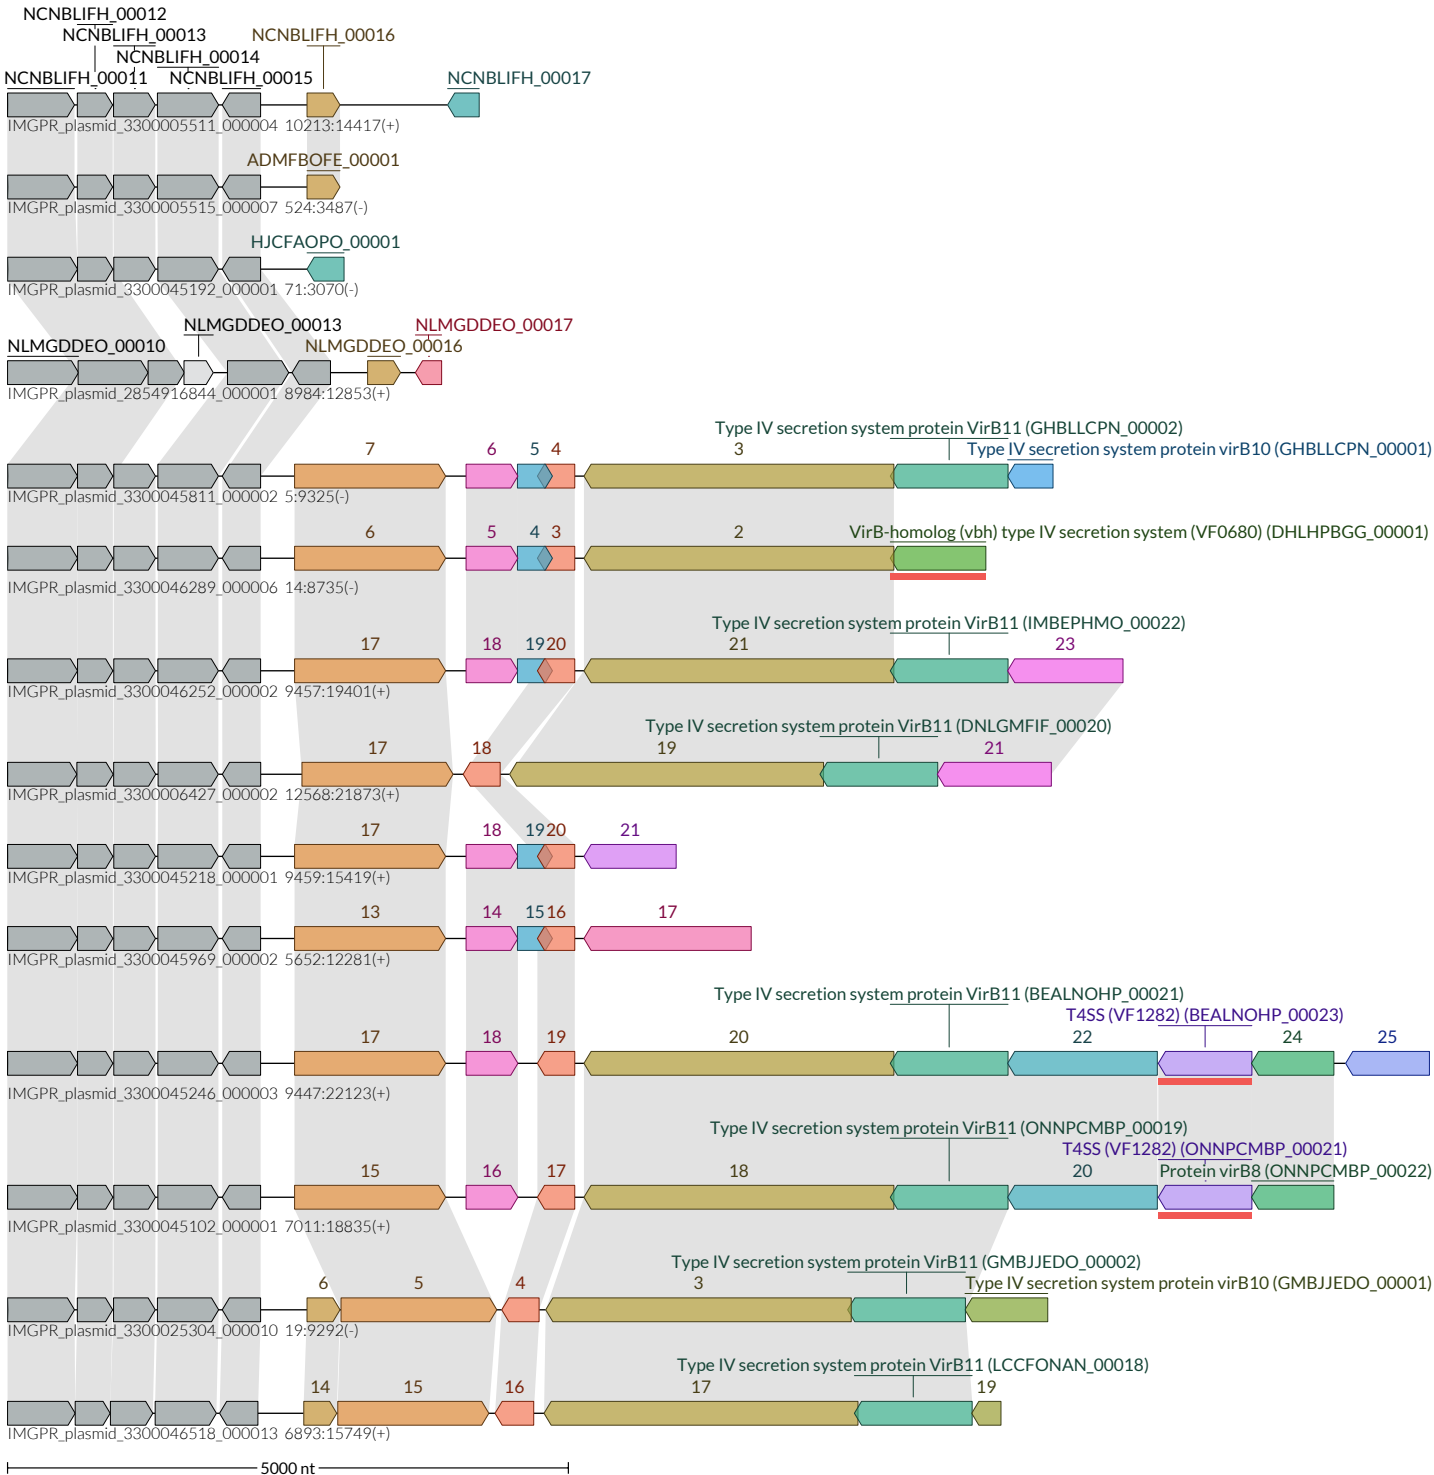 NCNBLIFH_00012
NCNBLIFH_00013 NCNBLIFH_00016
NCNBLIFH_00014
NCNBLIFH_00011 NCNBLIFH_00015 NCNBLIFH_00017
IMGPR_plasmid_3300005511_000004 10213:14417(+)
ADMFBOFE_00001
IMGPR_plasmid_3300005515_000007 524:3487(-)
HJCFAOPO_00001
IMGPR_plasmid_3300045192_000001 71:3070(-)
NLMGDDEO_00013 NLMGDDEO_00017
NLMGDDEO_00010 NLMGDDEO_00016
IMGPR_plasmid_2854916844_000001 8984:12853(+)
Type IV secretion system protein VirB11 (GHBLLCPN_00002)
7 6 5 4 3 Type IV secretion system protein virB10 (GHBLLCPN_00001)
IMGPR_plasmid_3300045811_000002 5:9325(-)
6 5 4 3 2 VirB-homolog (vbh) type IV secretion system (VF0680) (DHLHPBGG_00001)
IMGPR_plasmid_3300046289_000006 14:8735(-)
Type IV secretion system protein VirB11 (IMBEPHMO_00022)
17 18 19 20 21 23
IMGPR_plasmid_3300046252_000002 9457:19401(+)
Type IV secretion system protein VirB11 (DNLGMFIF_00020)
17 18 19 21
IMGPR_plasmid_3300006427_000002 12568:21873(+)
17 18 19 20 21
IMGPR_plasmid_3300045218_000001 9459:15419(+)
13 14 15 16 17
IMGPR_plasmid_3300045969_000002 5652:12281(+)
Type IV secretion system protein VirB11 (BEALNOHP_00021)
T4SS (VF1282) (BEALNOHP_00023)
17 18 19 20 22 24 25
IMGPR_plasmid_3300045246_000003 9447:22123(+)
Type IV secretion system protein VirB11 (ONNPCMBP_00019)
T4SS (VF1282) (ONNPCMBP_00021)
15 16 17 18 20 Protein virB8 (ONNPCMBP_00022)
IMGPR_plasmid_3300045102_000001 7011:18835(+)
Type IV secretion system protein VirB11 (GMBJJEDO_00002)
6 5 4 3 Type IV secretion system protein virB10 (GMBJJEDO_00001)
IMGPR_plasmid_3300025304_000010 19:9292(-)
Type IV secretion system protein VirB11 (LCCFONAN_00018)
14 15 16 17 19
IMGPR_plasmid_3300046518_000013 6893:15749(+)
5000 nt